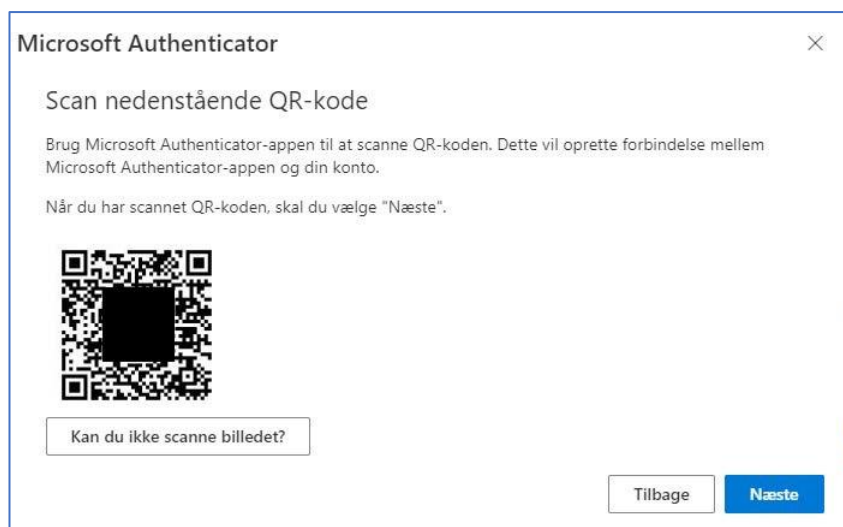 Microsoft Authenticator
Scan nedenstående QR-kode
Brug Microsoft Authenticator-appen til at scanne QR-koden. Dette vil oprette forbindelse mellem
Microsoft Authenticator-appen og din konto.
Når du har scannet QR-koden, skal du vælge "Næste".
Kan du ikke scanne billedet?
Tilbage
Næste